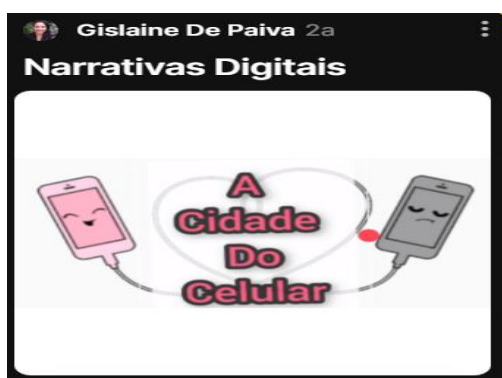 Gislaine De Paiva 2a
Narrativas Digitais
A
Cidade
Do
Celular